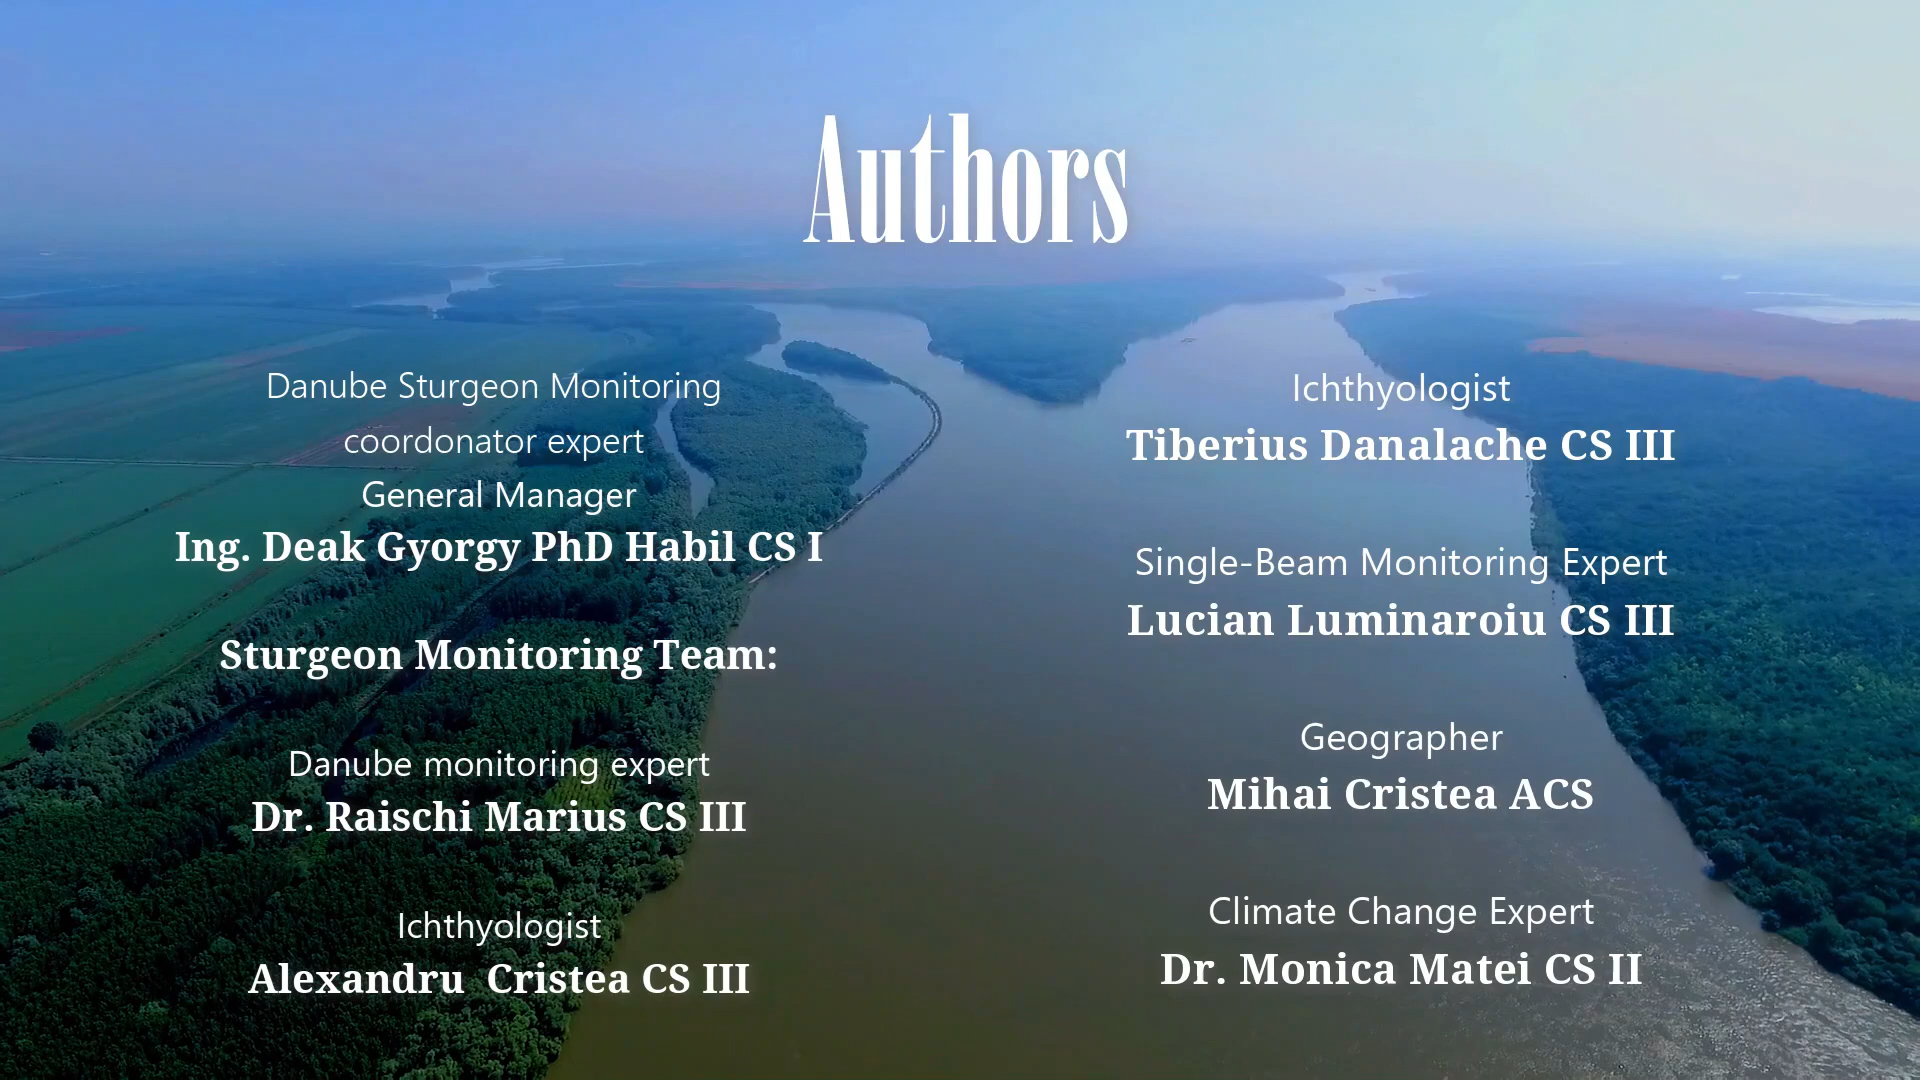 Authors
Danube Sturgeon Monitoring
coordonator expert
General Manager
Ing. Deak Gyorgy PhD Habil CS I
Sturgeon Monitoring Team:
Danube monitoring expert
Dr. Raischi Marius CS III
Ichthyologist
Alexandru  Cristea CS III
Ichthyologist
Tiberius Danalache CS III
Single-Beam Monitoring Expert
Lucian Luminaroiu CS III
Geographer
Mihai Cristea ACS
Climate Change Expert
Dr. Monica Matei CS II